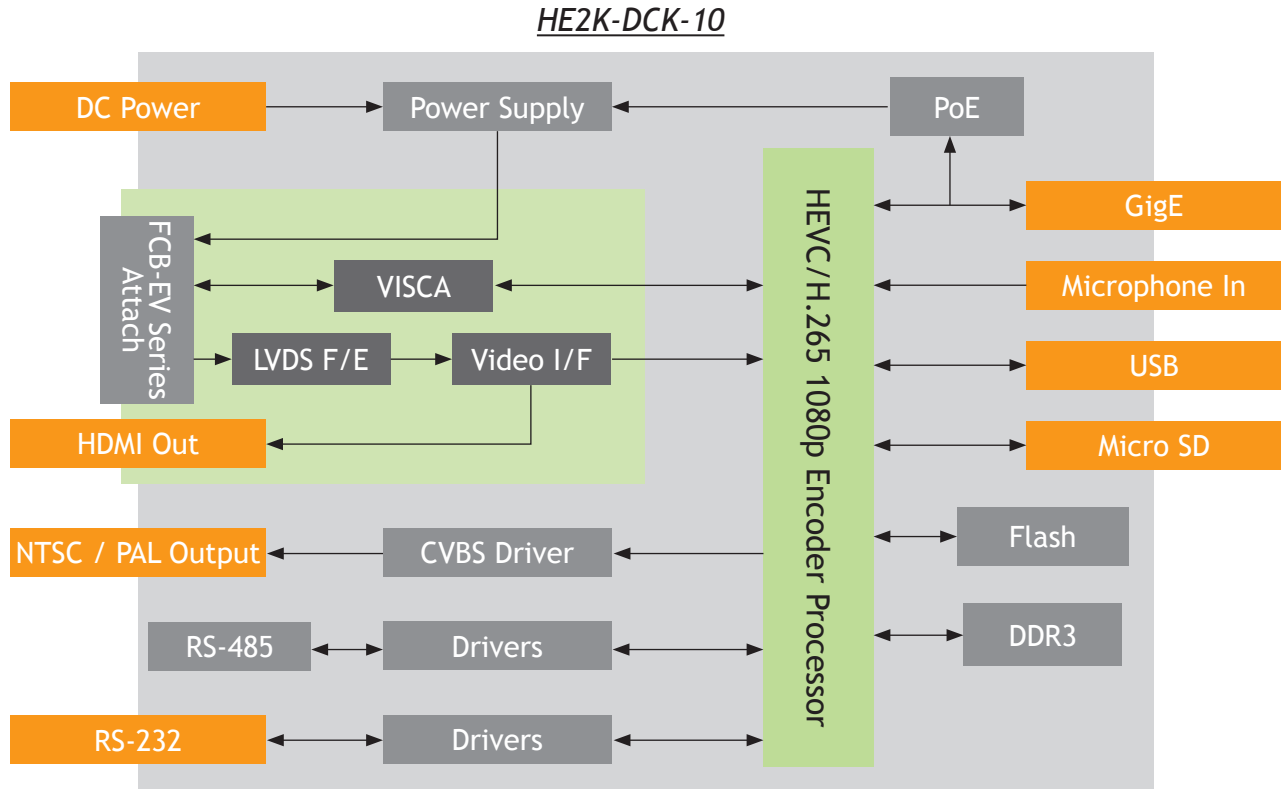 HE2K-DCK-10
DC Power
Power Supply
PoE
GigE
FCB-EV Series
Attach
VISCA
HEVC/H.265 1080p Encoder Processor
Microphone In
LVDS F/E
Video I/F
USB
HDMI Out
Micro SD
NTSC / PAL Output
CVBS Driver
Flash
RS-485
Drivers
DDR3
RS-232
Drivers